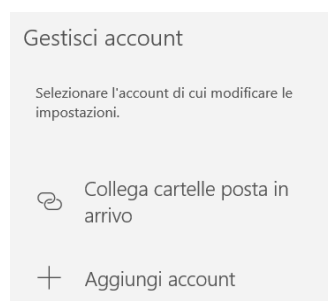 Gestisci account
Selezionare l'account di cui modificare le
impostazioni.
Collega cartelle posta in
arrivo
Aggiungi account